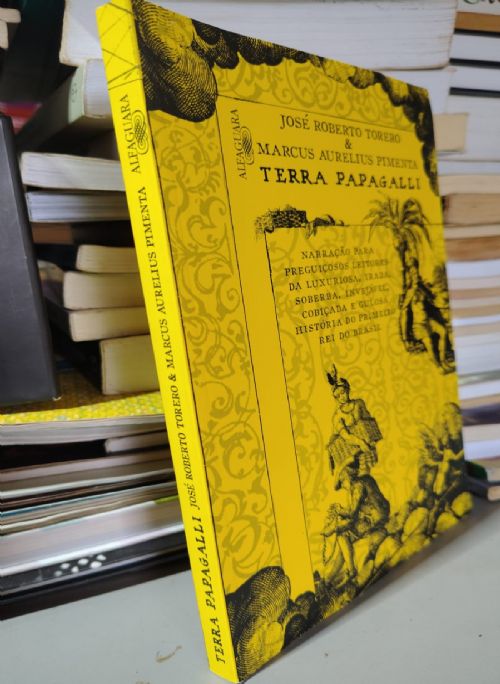 ALFAGUARA
JOSÉ ROBERTO TORERO
&
MARCUS AURELIUS PIMENTA
TERRA PAPAGALLI
NARRAÇÃO PARA
PREGUIÇOSOS LEITORES
DA LUXURIOSA, IRADA,
SOBERBA, INVEJÁVEL,
COBIÇADA E GULOSA
HISTÓRIA DO PRIMEIRO
REI DO BRASIL
TERRA PAPAGALLI JOSÉ ROBERTO TORERO & MARCUS AURELIUS PIMENTA ALFAGUARA